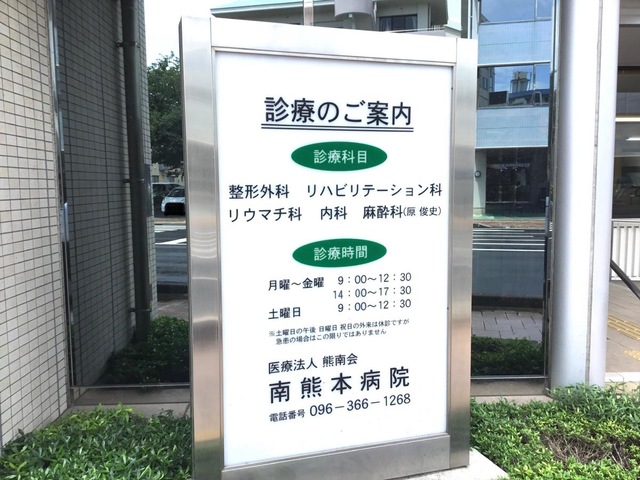 診療のご案内
診療科目
整形外科 リハビリテーション科
リウマチ科 内科 麻酔科(原 俊史)
診療時間
月曜～金曜 9：00～12：30
14：00～17：30
土曜日 9：00～12：30
※土曜日の午後 日曜日 祝日の外来は休診ですが
急患の場合はこの限りではありません
医療法人 熊南会
南熊本病院
電話番号 096－366－1268